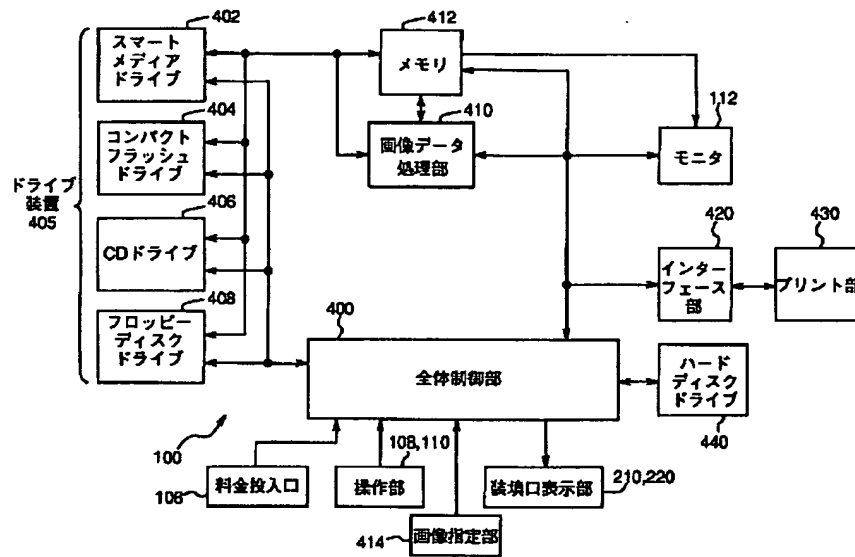 402
スマート
メディア
ドライブ
404
コンパクト
フラッシュ
ドライブ
ドライブ
装置
405
406
CDドライブ
408
フロッピー
ディスク
ドライブ
412
メモリ
410
画像データ
処理部
112
モニタ
420
インター
フェース
部
430
プリント部
400
全体制御部
ハード
ディスク
ドライブ
440
100
106
料金投入口
108,110
操作部
414
画像指定部
装填口表示部
210,220